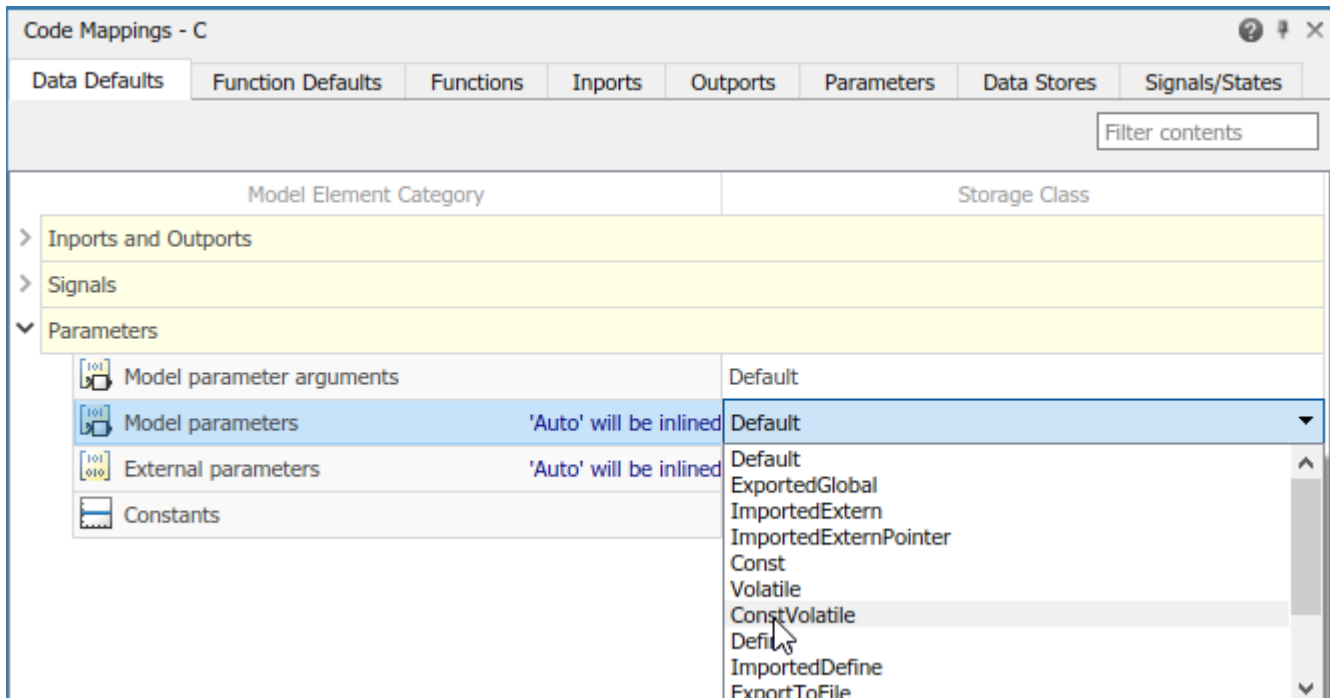 Code Mappings - C
Data Defaults Function Defaults Functions Inports Outports Parameters Data Stores Signals/States
Filter contents
Model Element Category Storage Class
Inports and Outports
Signals
Parameters
Model parameter arguments Default
Model parameters 'Auto' will be inlined Default
External parameters 'Auto' will be inlined
Constants
Default
ExportedGlobal
ImportedExtern
ImportedExternPointer
Const
Volatile
ConstVolatile
Define
ImportedDefine
ExportToFile